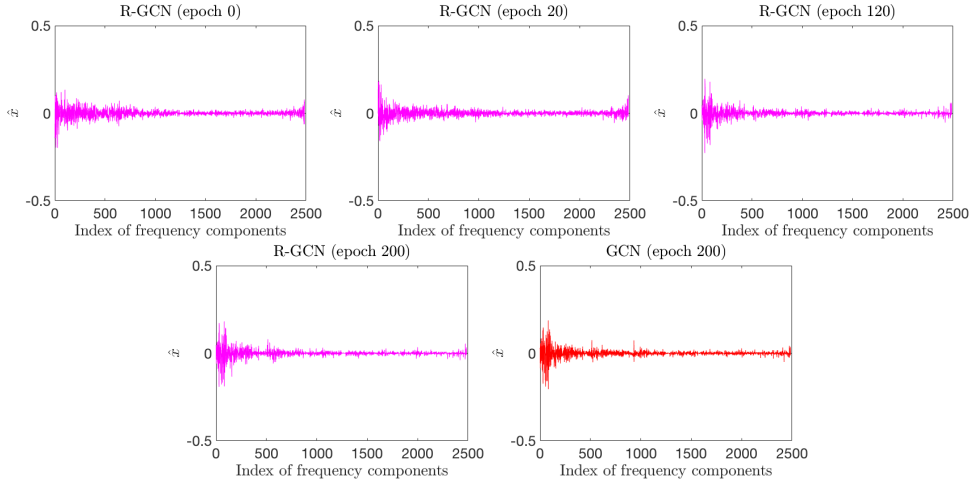 R-GCN (epoch 0)
R-GCN (epoch 20)
R-GCN (epoch 120)
0.5
0
-0.5
x̂
0 500 1000 1500 2000 2500
Index of frequency components
0.5
0
-0.5
x̂
0 500 1000 1500 2000 2500
Index of frequency components
0.5
0
-0.5
x̂
0 500 1000 1500 2000 2500
Index of frequency components
R-GCN (epoch 200)
GCN (epoch 200)
0.5
0
-0.5
x̂
0 500 1000 1500 2000 2500
Index of frequency components
0.5
0
-0.5
x̂
0 500 1000 1500 2000 2500
Index of frequency components